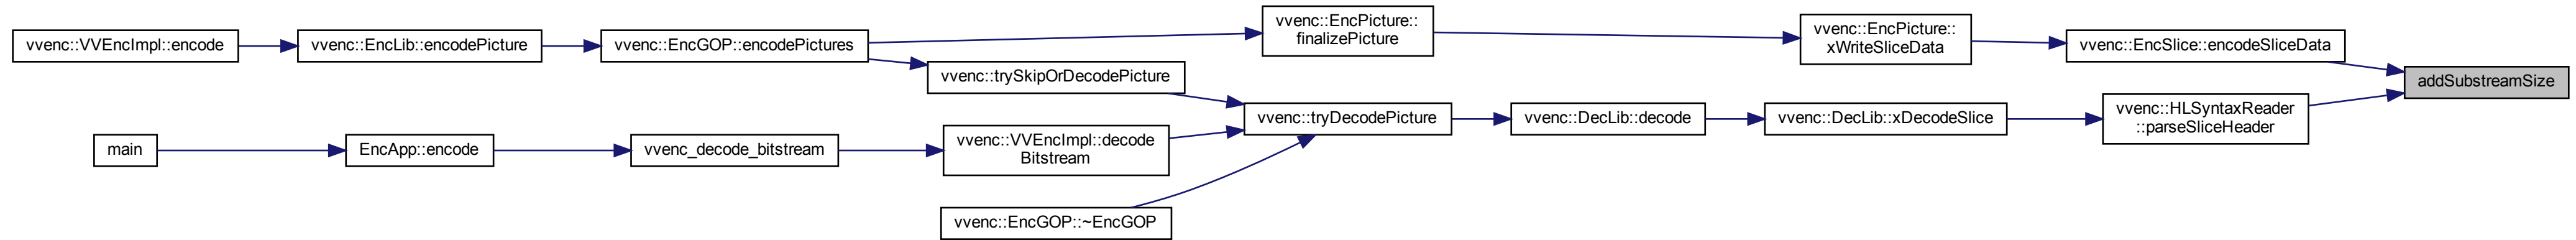 vvenc::VVEncImpl::encode
vvenc::EncLib::encodePicture
vvenc::EncGOP::encodePictures
vvenc::EncPicture::
finalizePicture
vvenc::EncPicture::
xWriteSliceData
vvenc::EncSlice::encodeSliceData
vvenc::trySkipOrDecodePicture
addSubstreamSize
vvenc::tryDecodePicture
vvenc::DecLib::decode
vvenc::DecLib::xDecodeSlice
vvenc::HLSyntaxReader
::parseSliceHeader
main
EncApp::encode
vvenc_decode_bitstream
vvenc::VVEncImpl::decode
Bitstream
vvenc::EncGOP::~EncGOP